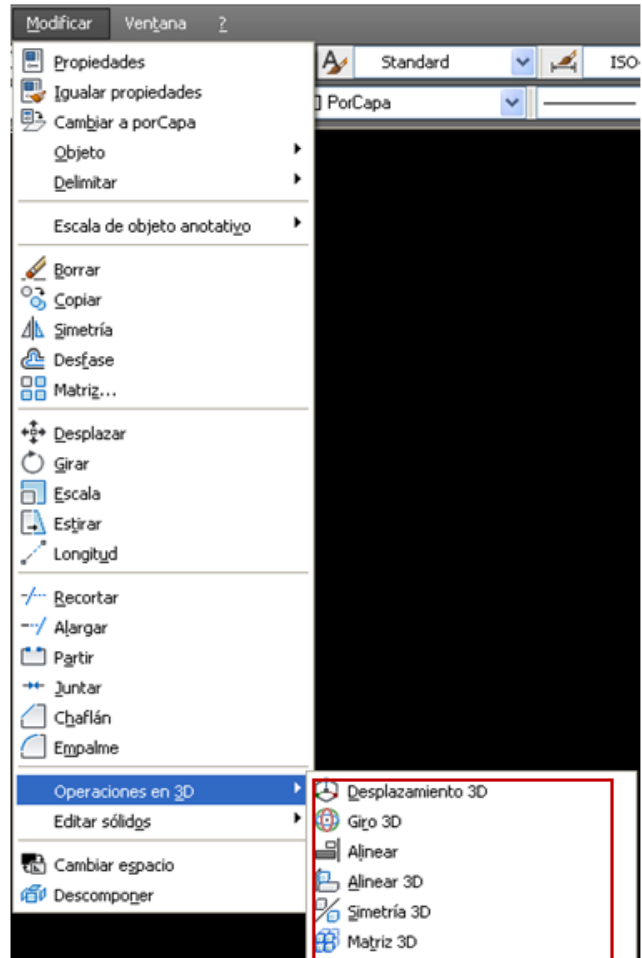 Modificar Ventana ?
Propiedades
Standard
ISO-
Igualar propiedades
PorCapa
Cambiar a porCapa
Objeto
Delimitar
Escala de objeto anotativo
Borrar
Copiar
Simetría
Desfase
Matriz...
Desplazar
Girar
Escala
Estirar
Longitud
Recortar
Alargar
Partir
Juntar
Chaflán
Empalme
Operaciones en 3D
Desplazamiento 3D
Editar sólidos
Giro 3D
Alinear
Cambiar espacio
Alinear 3D
Descomponer
Simetría 3D
Matriz 3D